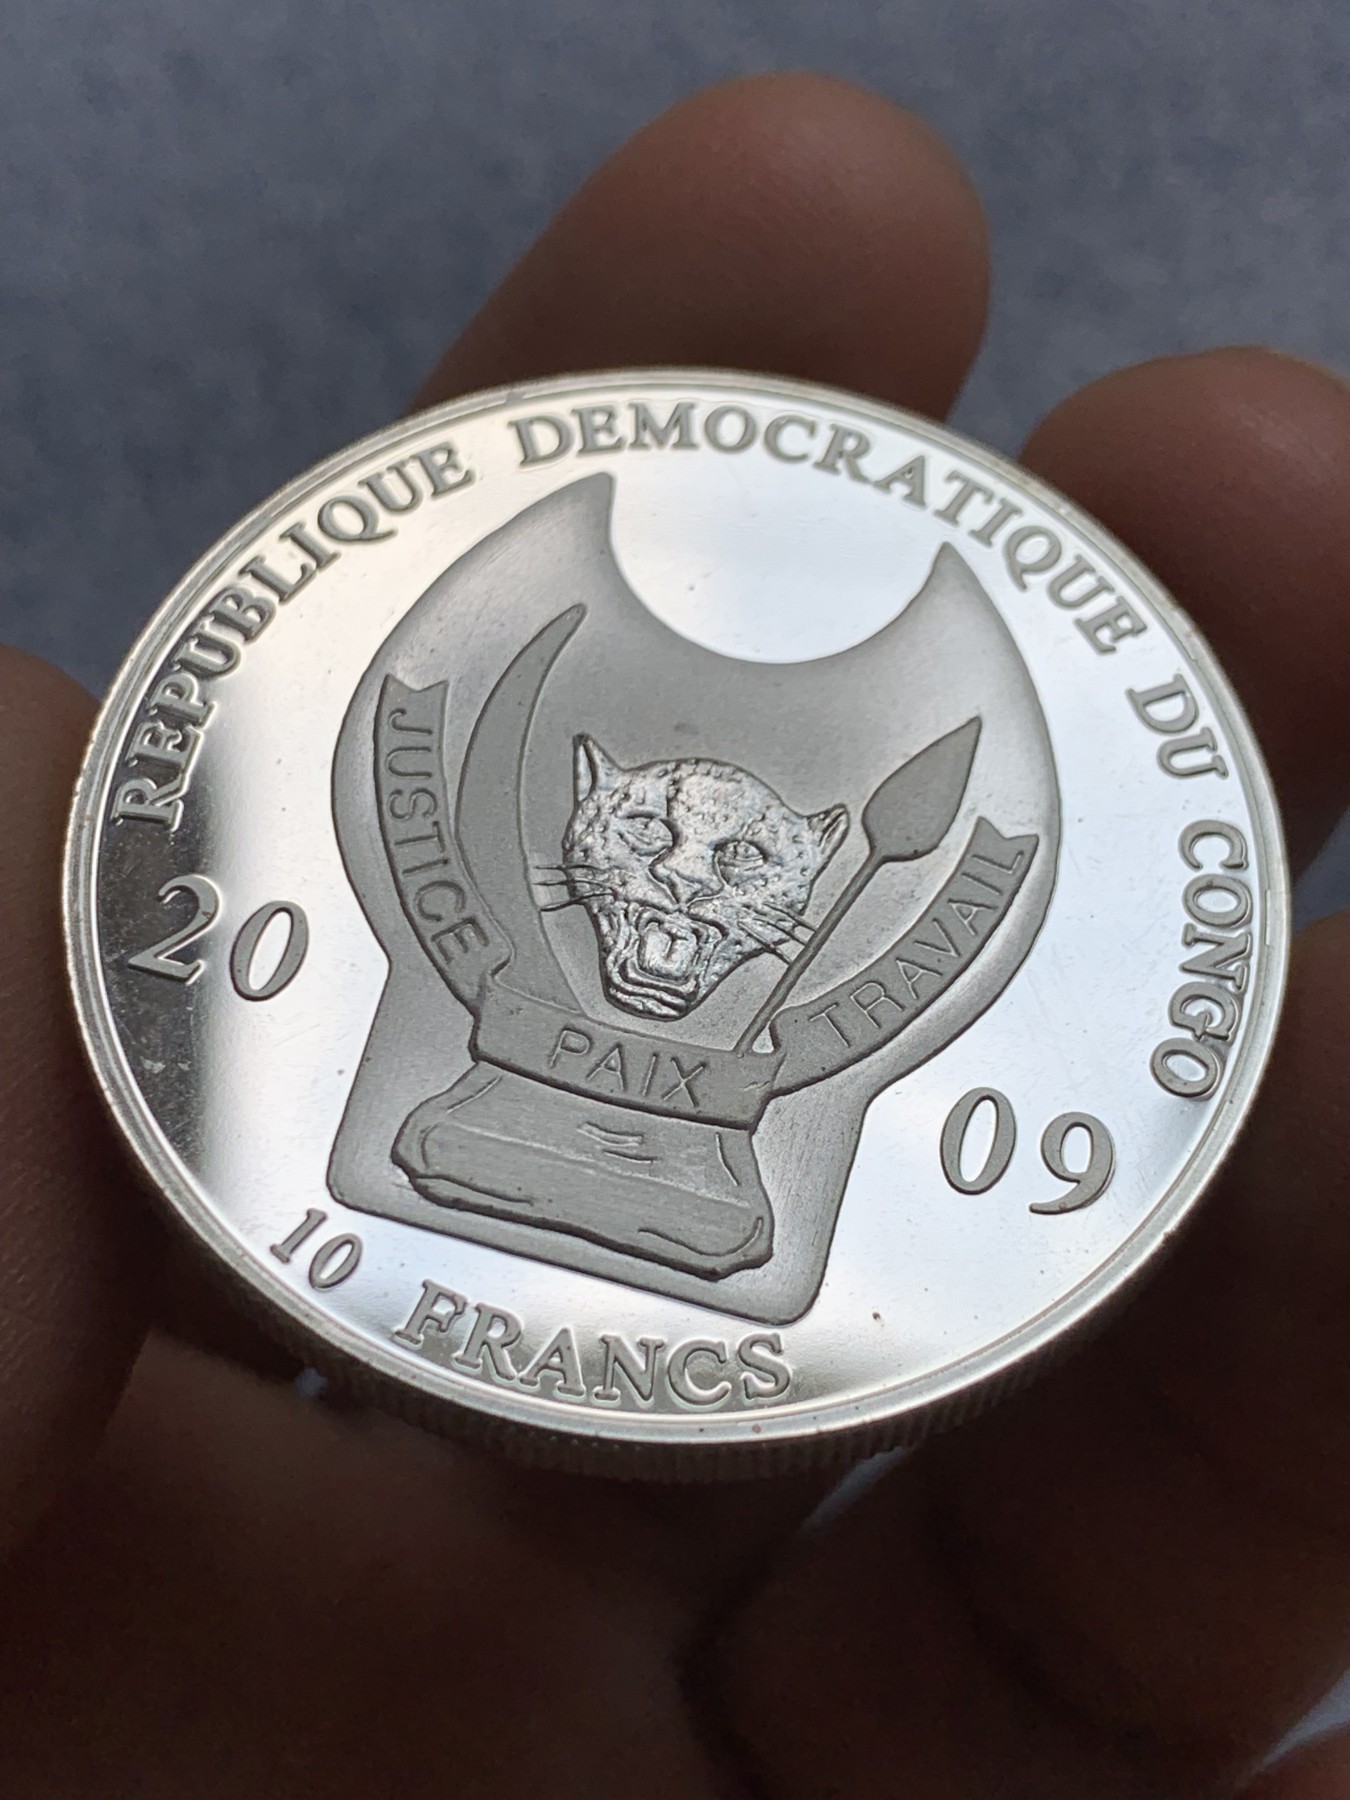 REPUBLIQUE DEMOCRATIQUE DU CONGO
JUSTICE
PAIX
TRAVAIL
20 09
10 FRANCS